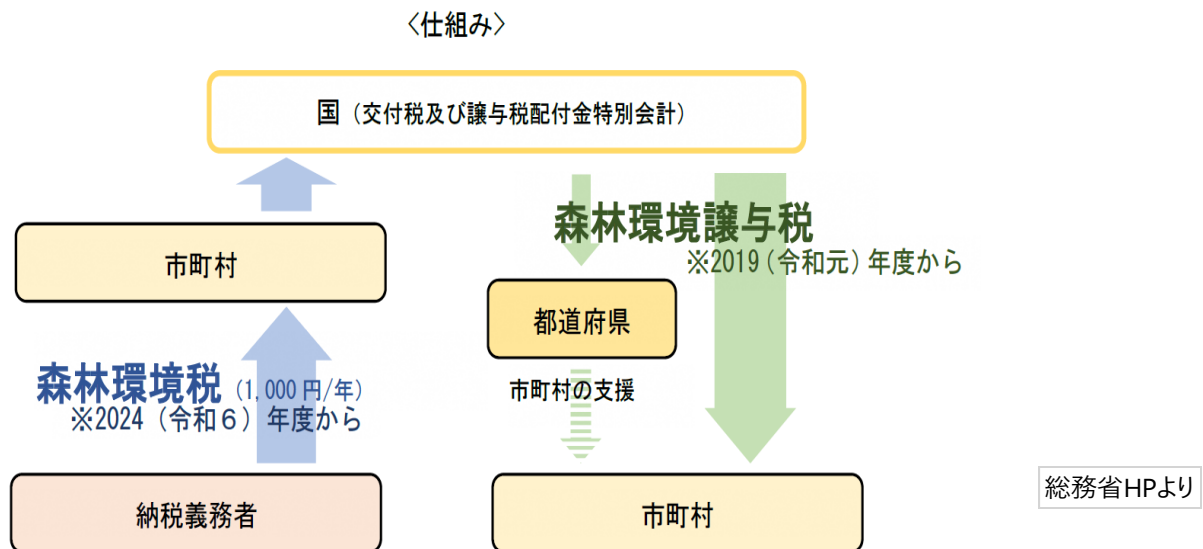 〈仕組み〉
国（交付税及び譲与税配付金特別会計）
森林環境譲与税
※2019（令和元）年度から
市町村
都道府県
森林環境税（1,000円/年）
※2024（令和６）年度から
市町村の支援
納税義務者
市町村
総務省HPより